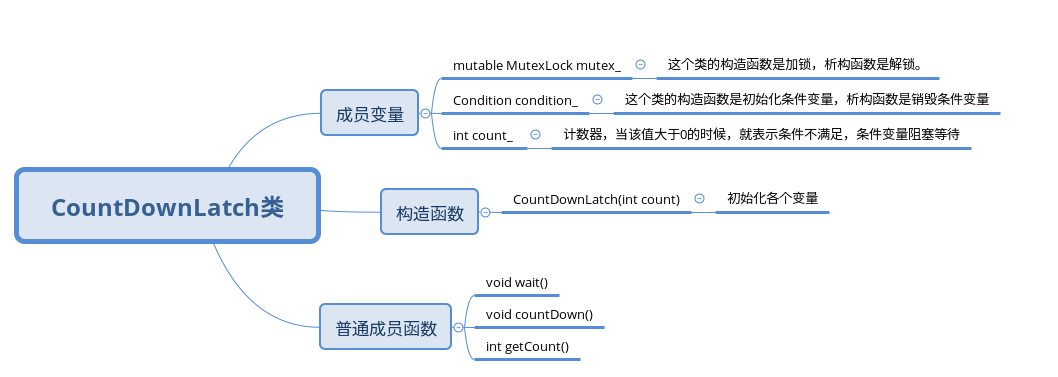 CountDownLatch类
成员变量
mutable MutexLock mutex_
这个类的构造函数是加锁，析构函数是解锁。
Condition condition_
这个类的构造函数是初始化条件变量，析构函数是销毁条件变量
int count_
计数器，当该值大于0的时候，就表示条件不满足，条件变量阻塞等待
构造函数
CountDownLatch(int count)
初始化各个变量
普通成员函数
void wait()
void countDown()
int getCount()